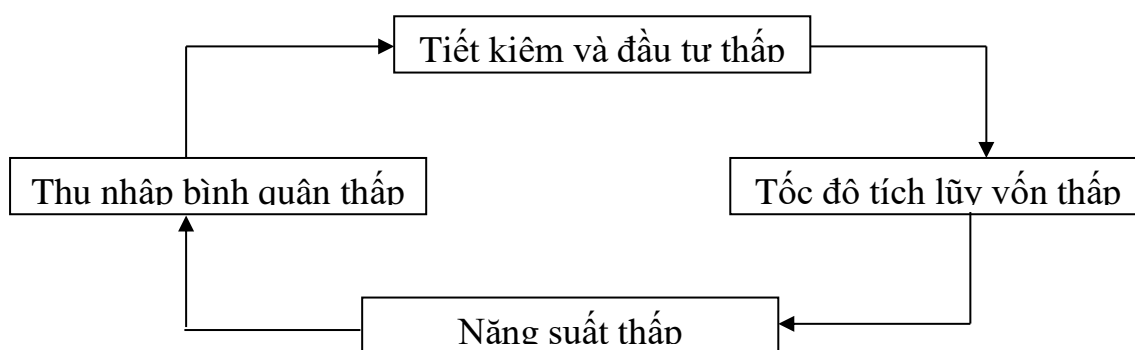 Tiết kiệm và đầu tư thấp
Thu nhập bình quân thấp
Tốc độ tích lũy vốn thấp
Năng suất thấp